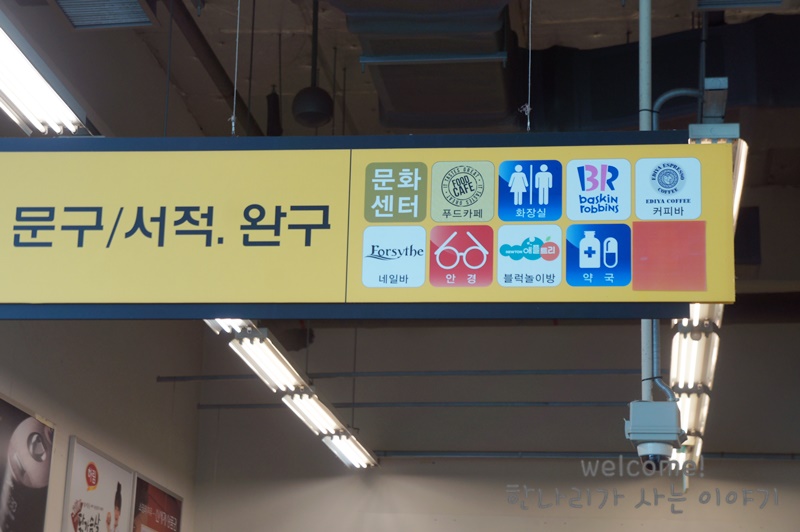 문구/서적. 완구
문화
센터
FOOD
CAFE
푸드카페
화장실
BR
baskin
robbins
EDIYA ESPRESSO
COFFEE
EDIYA COFFEE
커피바
Forsythe
네일바
안경
애플트리
블럭놀이방
약국
welcome!
한나리가 사는 이야기